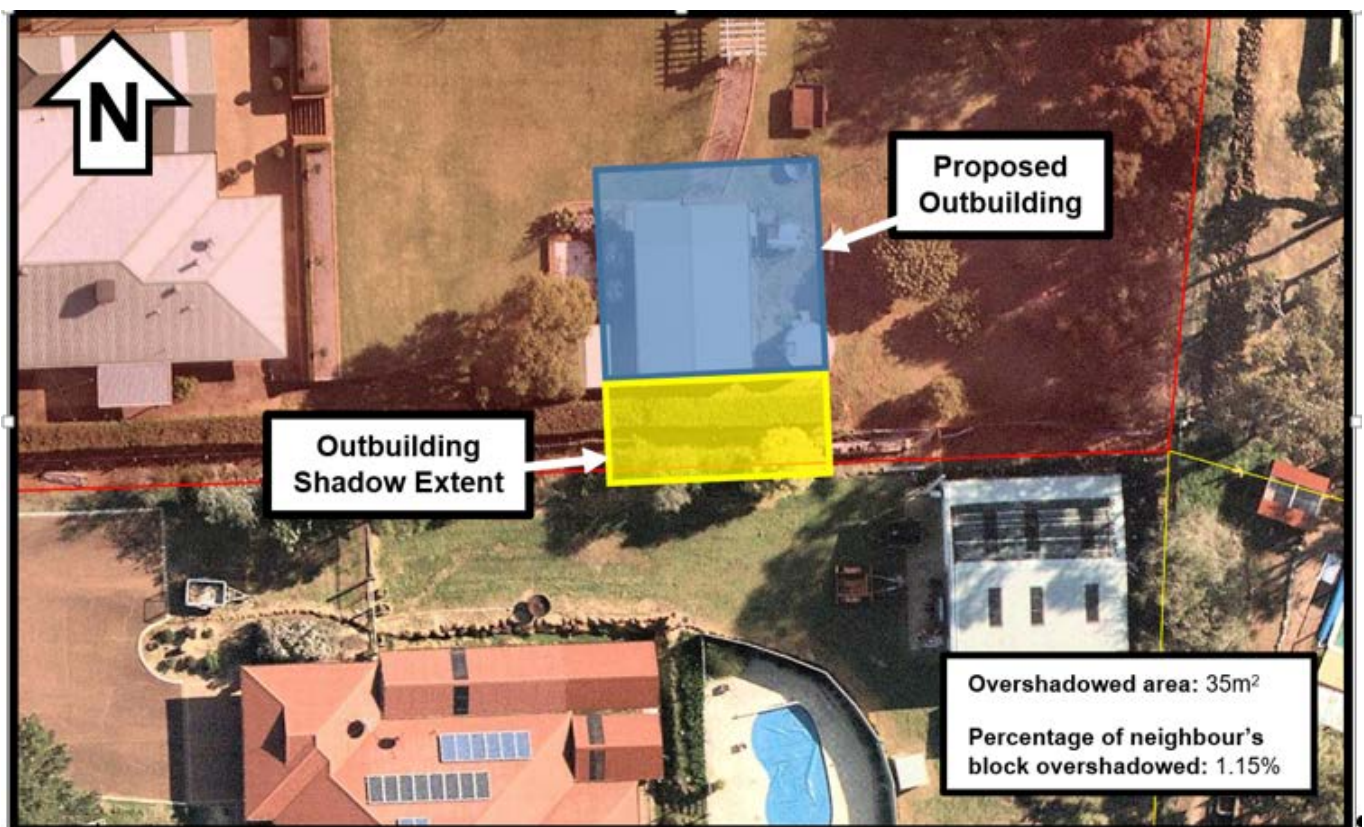 N
Proposed
Outbuilding
Outbuilding
Shadow Extent
Overshadowed area: 35m²
Percentage of neighbour's
block overshadowed: 1.15%